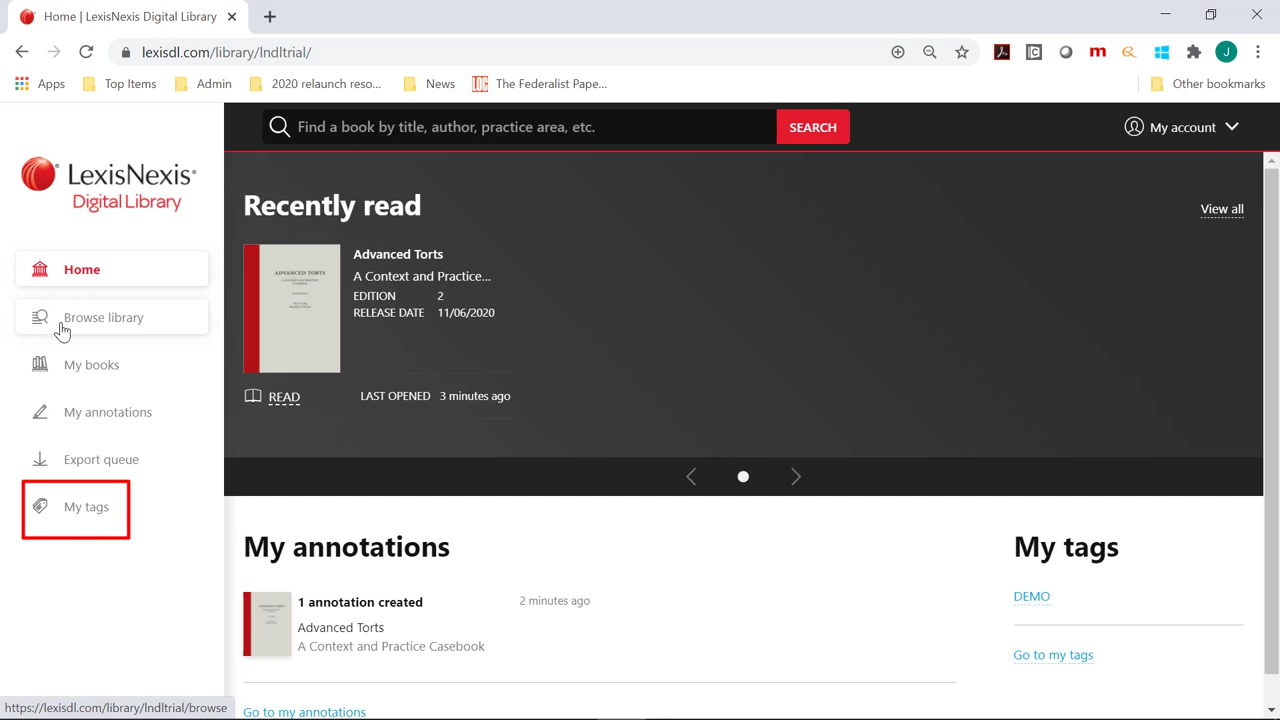 Home | LexisNexis Digital Library
lexisdl.com/library/lndltrial/
J
Apps
Top Items
Admin
2020 relaunch reso...
News
The Federalist Pape...
Other bookmarks
LexisNexis®
Digital Library
Find a book by title, author, practice area, etc.
SEARCH
My account
Home
Browse library
My books
My annotations
Export queue
My tags
Recently read
View all
ADVANCED TORTS
Advanced Torts
A Context and Practice...
EDITION 2
RELEASE DATE 11/06/2020
READ
LAST OPENED 3 minutes ago
My annotations
1 annotation created
2 minutes ago
Advanced Torts
A Context and Practice Casebook
Go to my annotations
My tags
DEMO
Go to my tags
https://lexisdl.com/library/lndltrial/browse